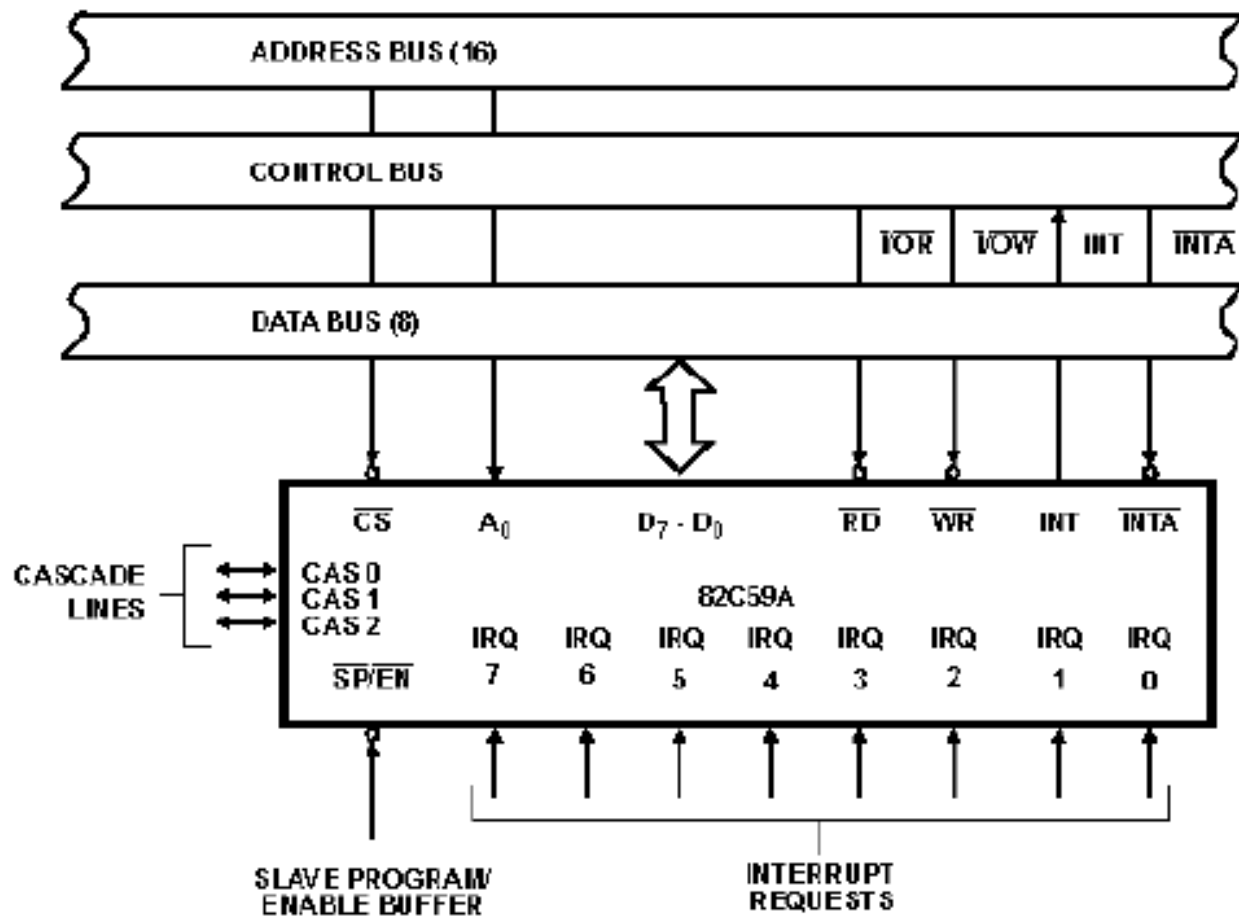 ADDRESS BUS (16)
CONTROL BUS
I/OR I/OW INT INTA
DATA BUS (8)
CS A0 D7 - D0 RD WR INT INTA
CASCADE
LINES
CAS 0
CAS 1
CAS 2
82C59A
IRQ IRQ IRQ IRQ IRQ IRQ IRQ IRQ
SP/EN 7 6 5 4 3 2 1 0
SLAVE PROGRAM/
ENABLE BUFFER
INTERRUPT
REQUESTS